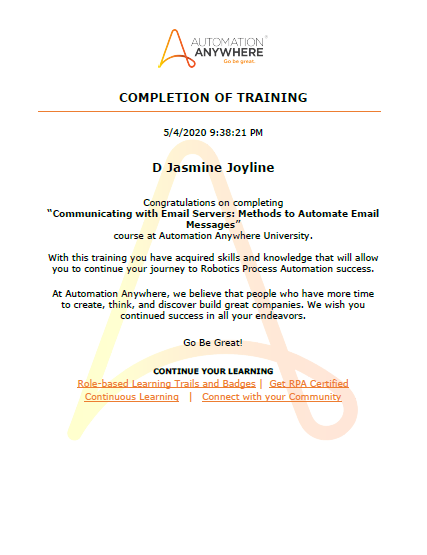 AUTOMATION
ANYWHERE
Go be great.
COMPLETION OF TRAINING
5/4/2020 9:38:21 PM
D Jasmine Joyline
Congratulations on completing
“Communicating with Email Servers: Methods to Automate Email
Messages”
course at Automation Anywhere University.
With this training you have acquired skills and knowledge that will allow
you to continue your journey to Robotics Process Automation success.
At Automation Anywhere, we believe that people who have more time
to create, think, and discover build great companies. We wish you
continued success in all your endeavors.
Go Be Great!
CONTINUE YOUR LEARNING
Role-based Learning Trails and Badges | Get RPA Certified
Continuous Learning | Connect with your Community